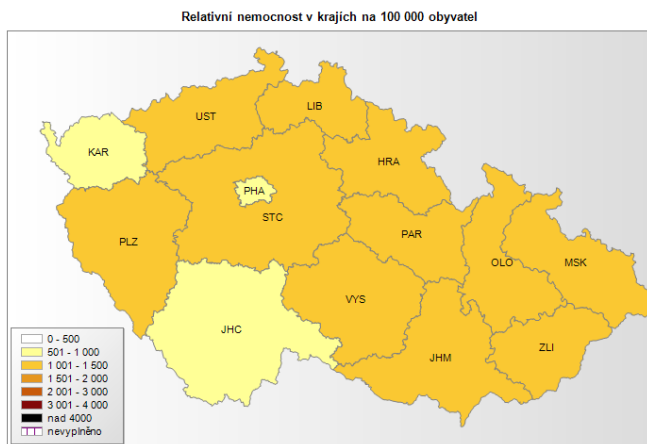 Relativní nemocnost v krajích na 100 000 obyvatel
LIB
UST
KAR
HRA
PHA
STC
PAR
PLZ
OLO
MSK
VYS
JHC
JHM
ZLI
0 - 500
501 - 1 000
1 001 - 1 500
1 501 - 2 000
2 001 - 3 000
3 001 - 4 000
nad 4000
nevyplněno